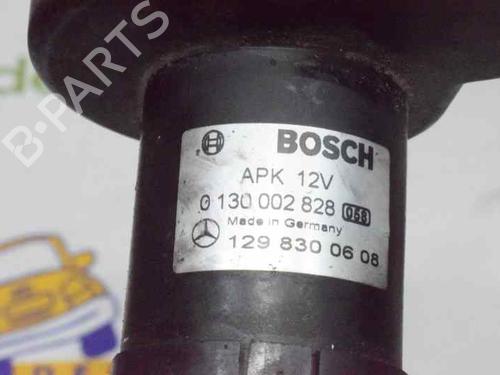 B-PARTS
BOSCH
APK 12V
0 130 002 828 058
Made in Germany
129 830 06 08